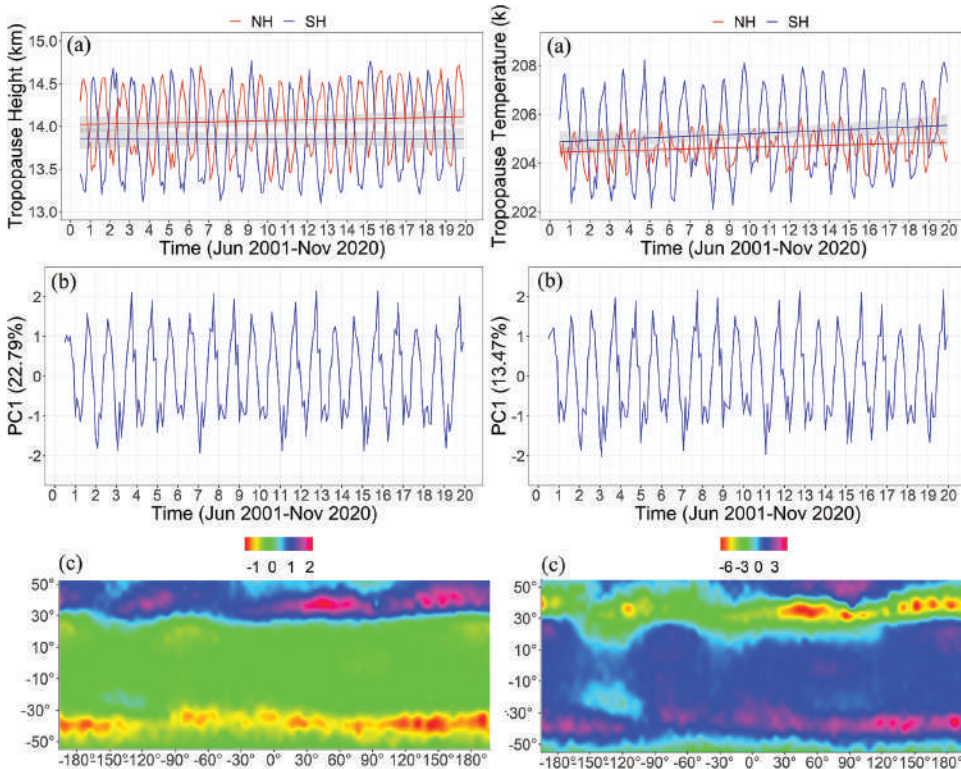 NH SH
(a)
Tropopause Height (km)
15.0
14.5
14.0
13.5
13.0
0 1 2 3 4 5 6 7 8 9 10 11 12 13 14 15 16 17 18 19 20
Time (Jun 2001-Nov 2020)
NH SH
(a)
Tropopause Temperature (k)
208
206
204
202
0 1 2 3 4 5 6 7 8 9 10 11 12 13 14 15 16 17 18 19 20
Time (Jun 2001-Nov 2020)
(b)
PC1 (22.79%)
2
1
0
-1
-2
0 1 2 3 4 5 6 7 8 9 10 11 12 13 14 15 16 17 18 19 20
Time (Jun 2001-Nov 2020)
(b)
PC1 (13.47%)
2
1
0
-1
-2
0 1 2 3 4 5 6 7 8 9 10 11 12 13 14 15 16 17 18 19 20
Time (Jun 2001-Nov 2020)
(c)
-1 0 1 2
50°
30°
10°
-10°
-30°
-50°
-180°-150°-120° -90° -60° -30° 0° 30° 60° 90° 120° 150° 180°
(c)
-6 -3 0 3
50°
30°
10°
-10°
-30°
-50°
-180°-150°-120° -90° -60° -30° 0° 30° 60° 90° 120° 150° 180°